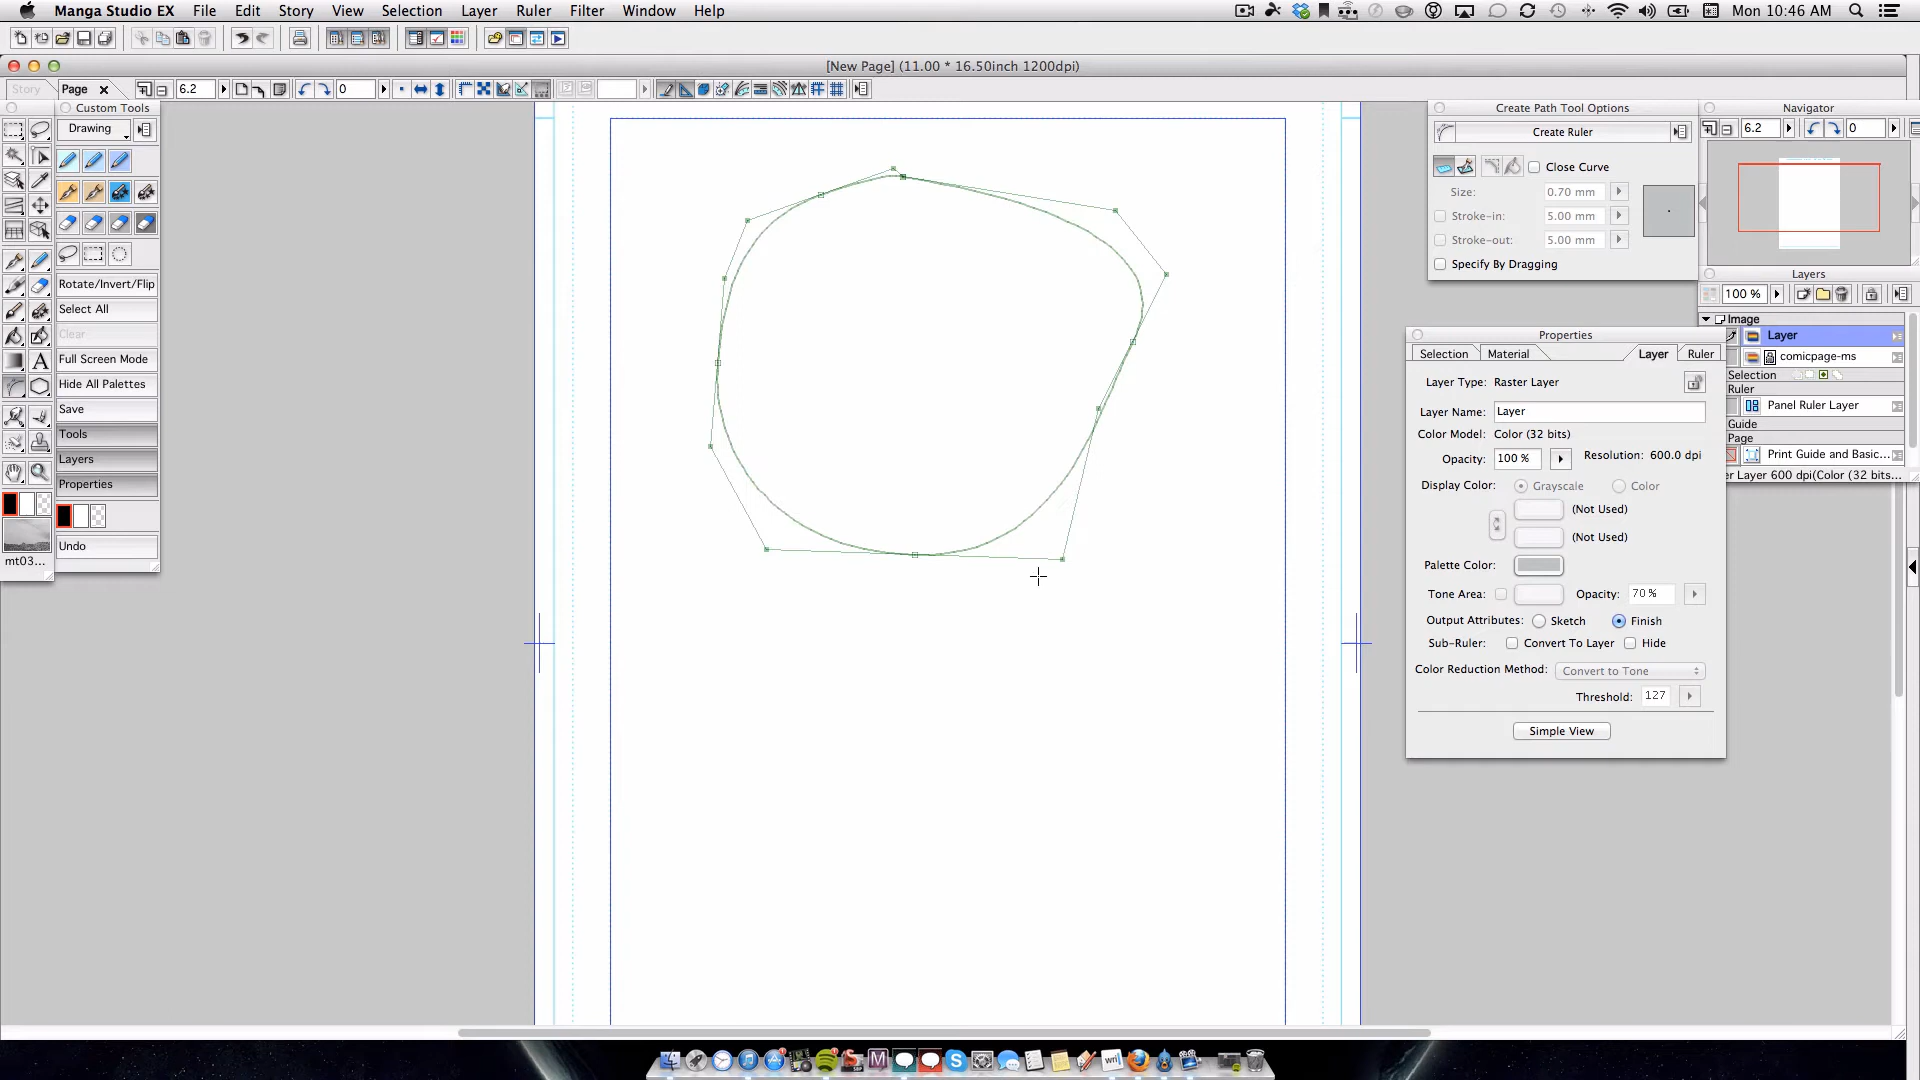 Manga Studio EX File Edit Story View Selection Layer Ruler Filter Window Help Mon 10:46 AM
[New Page] (11.00 * 16.50inch 1200dpi)
Story Page 6.2 0
Custom Tools
Drawing
Rotate/Invert/Flip
Select All
Clear
Full Screen Mode
Hide All Palettes
Save
Tools
Layers
Properties
Undo
mt03...
Create Path Tool Options
Create Ruler
Close Curve
Size: 0.70 mm
Stroke-in: 5.00 mm
Stroke-out: 5.00 mm
Specify By Dragging
Navigator
6.2 0
Layers
100 %
Image
Layer
comicpage-ms
Selection
Ruler
Panel Ruler Layer
Guide
Page
Print Guide and Basic...
er Layer 600 dpi(Color (32 bits...
Properties
Selection Material Layer Ruler
Layer Type: Raster Layer
Layer Name: Layer
Color Model: Color (32 bits)
Opacity: 100 % Resolution: 600.0 dpi
Display Color: Grayscale Color
(Not Used)
(Not Used)
Palette Color:
Tone Area: Opacity: 70 %
Output Attributes: Sketch Finish
Sub-Ruler: Convert To Layer Hide
Color Reduction Method: Convert to Tone
Threshold: 127
Simple View